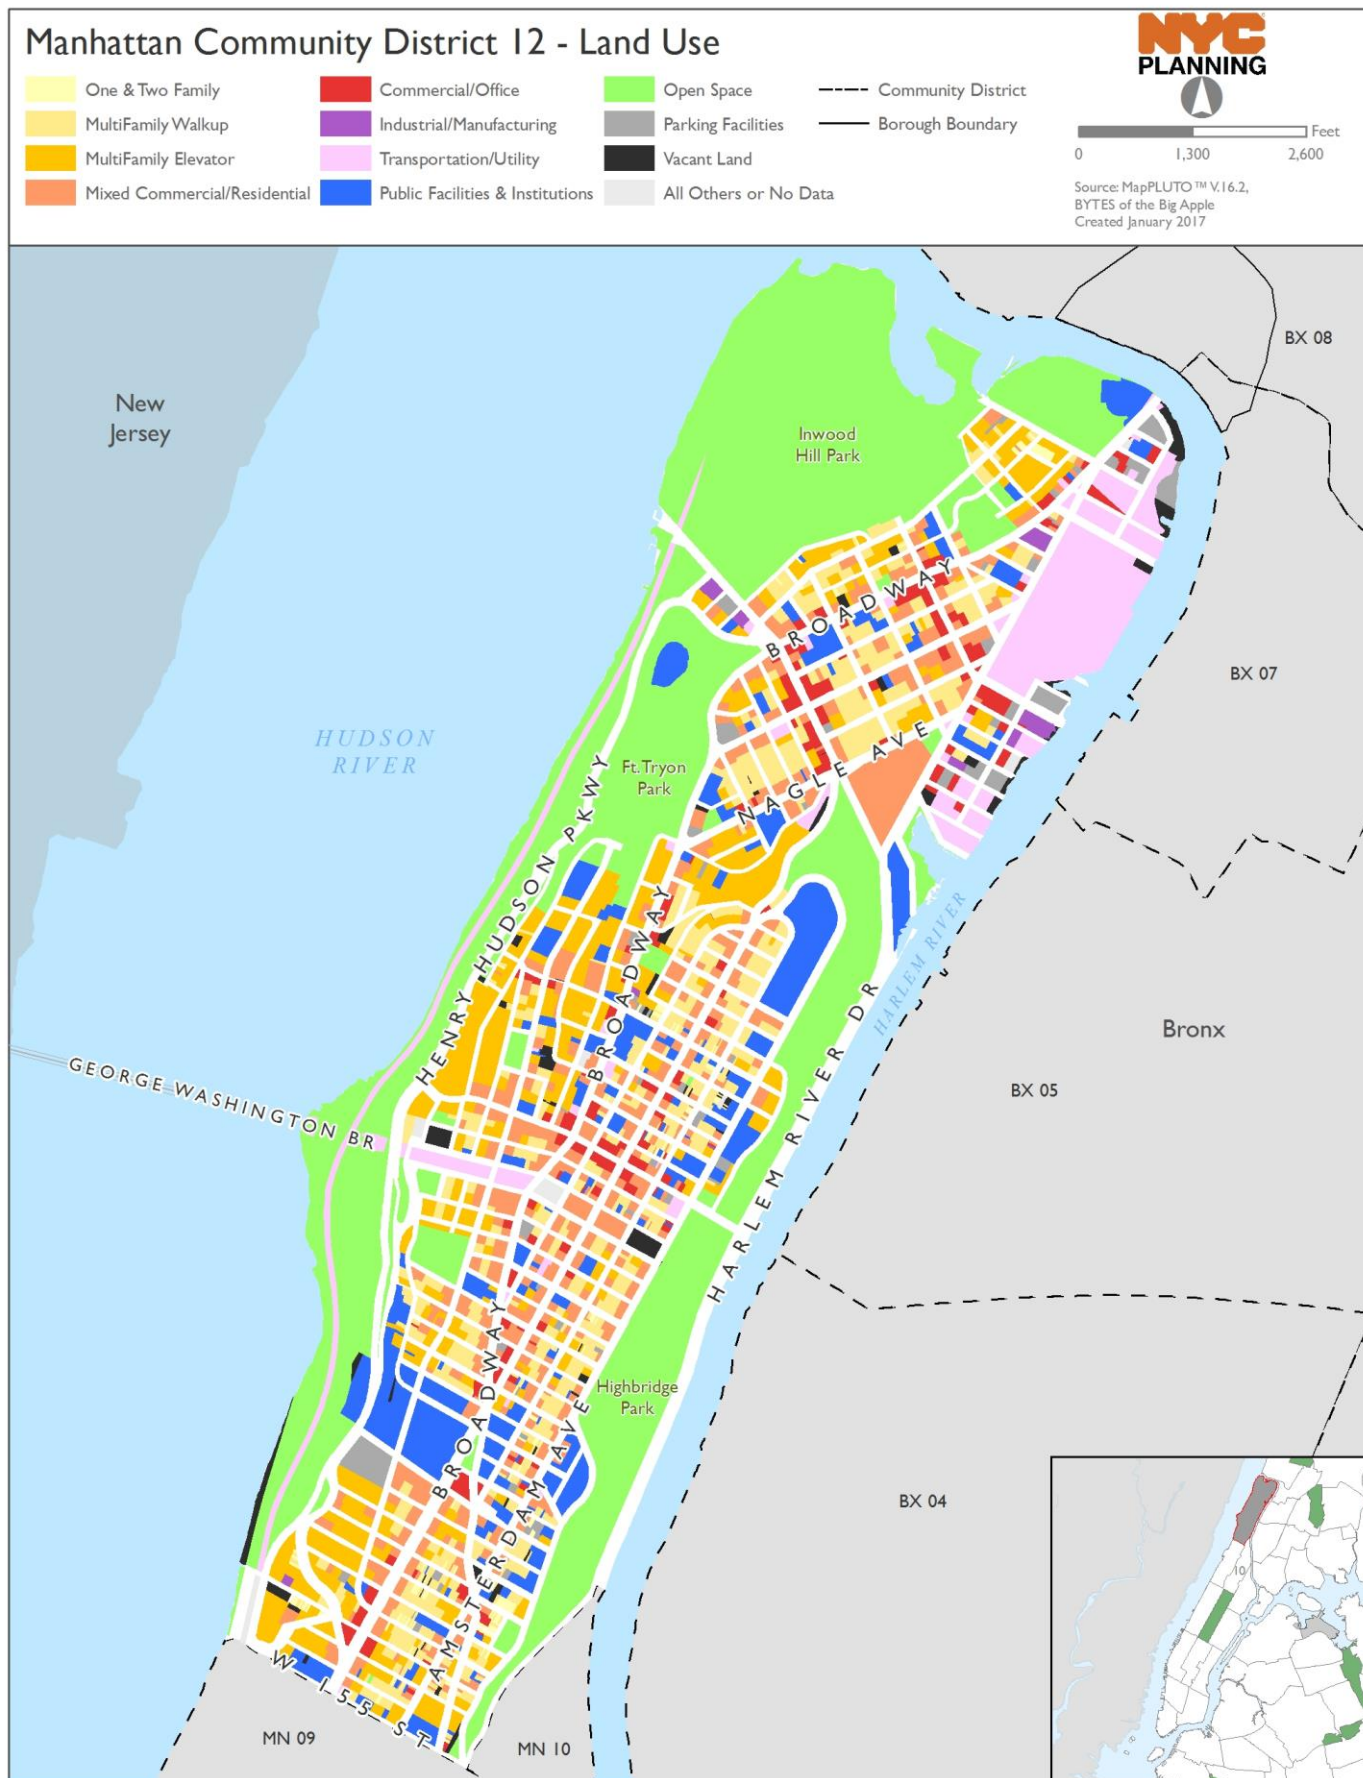 Manhattan Community District 12 - Land Use
One & Two Family
MultiFamily Walkup
MultiFamily Elevator
Mixed Commercial/Residential
Commercial/Office
Industrial/Manufacturing
Transportation/Utility
Public Facilities & Institutions
Open Space
Parking Facilities
Vacant Land
All Others or No Data
Community District
Borough Boundary
NYC
PLANNING
Feet
0 1,300 2,600
Source: MapPLUTO™ V.16.2,
BYTES of the Big Apple
Created January 2017
BX 08
New
Jersey
Inwood
Hill Park
BROADWAY
BX 07
HUDSON
RIVER
Ft. Tryon
Park
NAGLE AVE
HENRY HUDSON PKWY
BROADWAY
HARLEM RIVER
HARLEM RIVER DR
Bronx
BX 05
GEORGE WASHINGTON BR
BROADWAY
Highbridge
Park
AMSTERDAM AVE
BX 04
W 155 ST
MN 09
MN 10
10